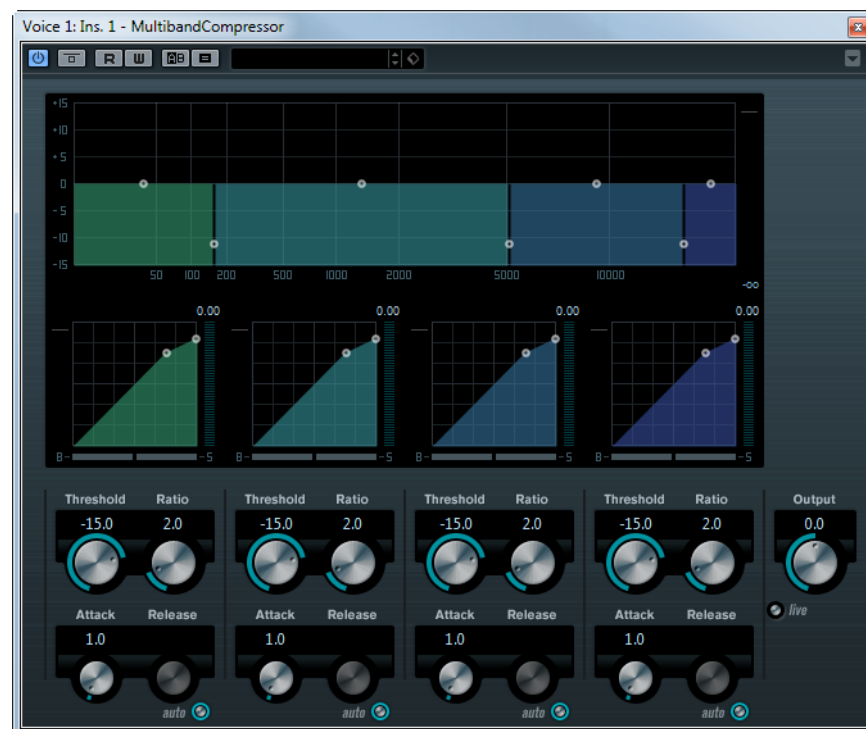 Voice 1: Ins. 1 - MultibandCompressor
R W AB
+15
+10
+5
0
-5
-10
-15
50 100 200 500 1000 2000 5000 10000
-oo
0.00 0.00 0.00 0.00
B- -S B- -S B- -S B- -S
Threshold Ratio Threshold Ratio Threshold Ratio Threshold Ratio Output
-15.0 2.0 -15.0 2.0 -15.0 2.0 -15.0 2.0 0.0
live
Attack Release Attack Release Attack Release Attack Release
1.0 1.0 1.0 1.0
auto auto auto auto